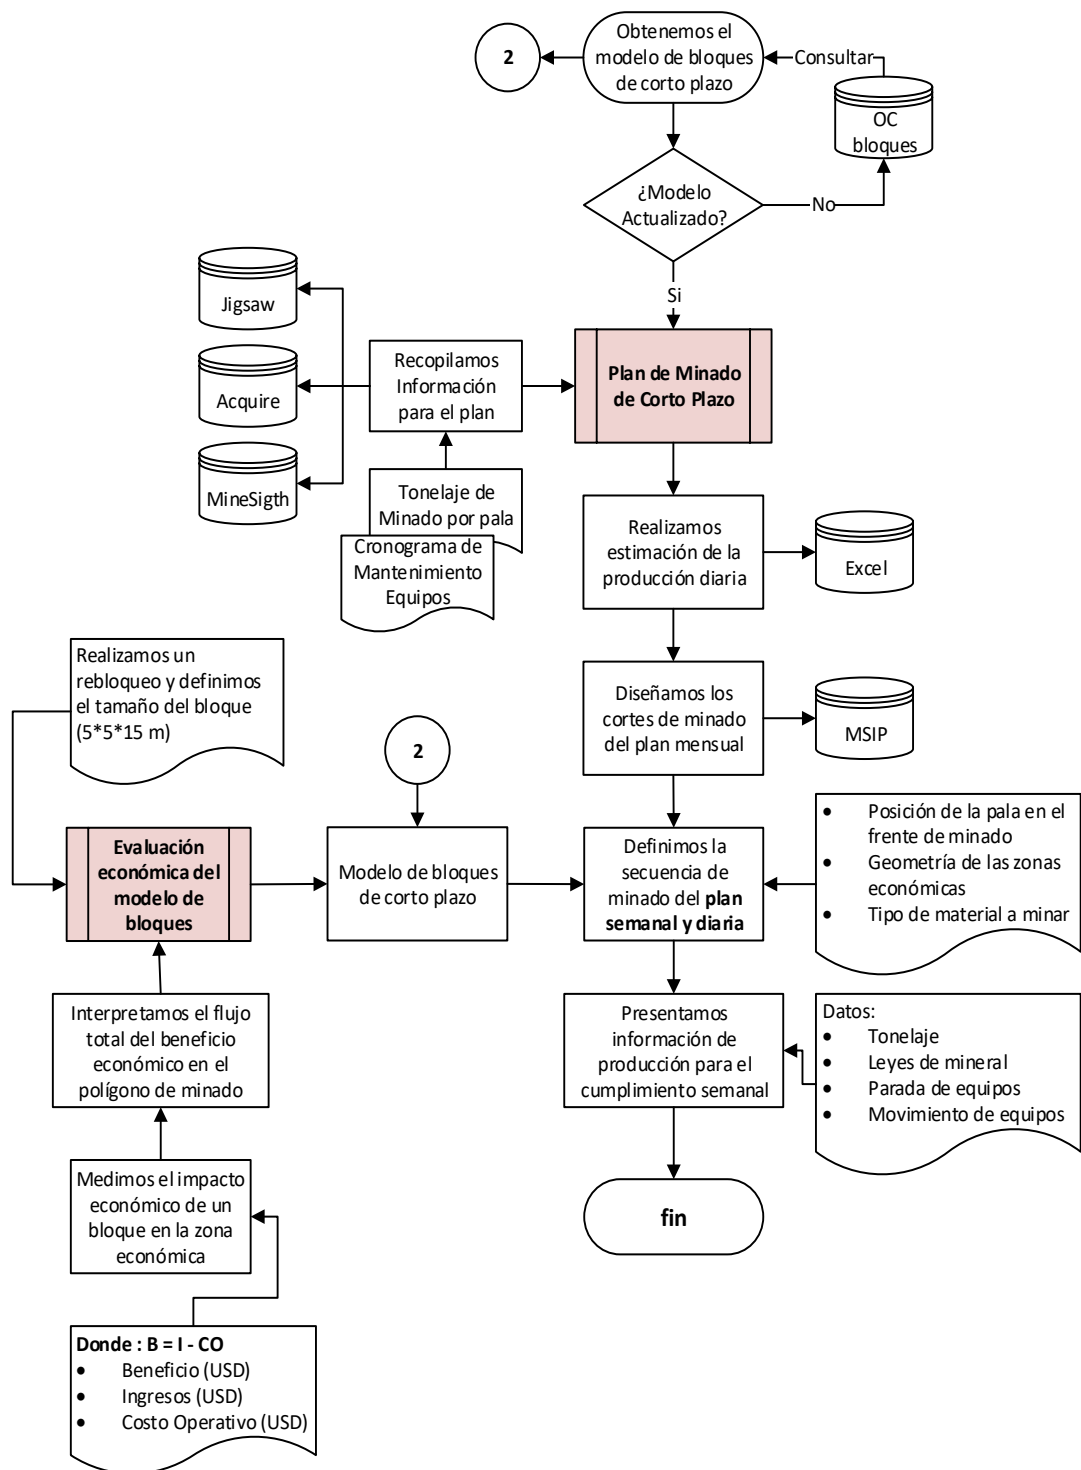 Obtenemos el
modelo de bloques
de corto plazo
2
Consultar
OC
bloques
¿Modelo
Actualizado?
No
Si
Jigsaw
Acquire
MineSigth
Recopilamos
Información
para el plan
Plan de Minado
de Corto Plazo
Tonelaje de
Minado por pala
Cronograma de
Mantenimiento
Equipos
Realizamos
estimación de la
producción diaria
Excel
Realizamos un
rebloqueo y definimos
el tamaño del bloque
(5*5*15 m)
Diseñamos los
cortes de minado
del plan mensual
MSIP
2
Evaluación
económica del
modelo de
bloques
Modelo de bloques
de corto plazo
Definimos la
secuencia de
minado del plan
semanal y diaria
• Posición de la pala en el
frente de minado
• Geometría de las zonas
económicas
• Tipo de material a minar
Interpretamos el flujo
total del beneficio
económico en el
polígono de minado
Presentamos
información de
producción para el
cumplimiento semanal
Datos:
• Tonelaje
• Leyes de mineral
• Parada de equipos
• Movimiento de equipos
Medimos el impacto
económico de un
bloque en la zona
económica
fin
Donde : B = I - CO
• Beneficio (USD)
• Ingresos (USD)
• Costo Operativo (USD)